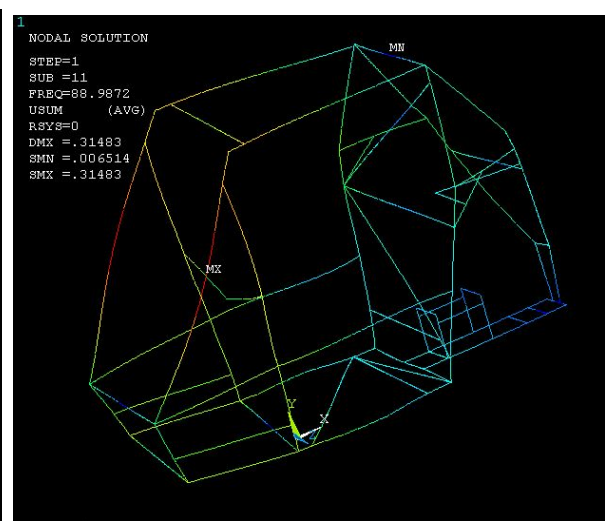 1
NODAL SOLUTION
STEP=1
SUB =11
FREQ=88.9872
USUM (AVG)
RSYS=0
DMX =.31483
SMN =.006514
SMX =.31483
MN
MX
Y
X
Z